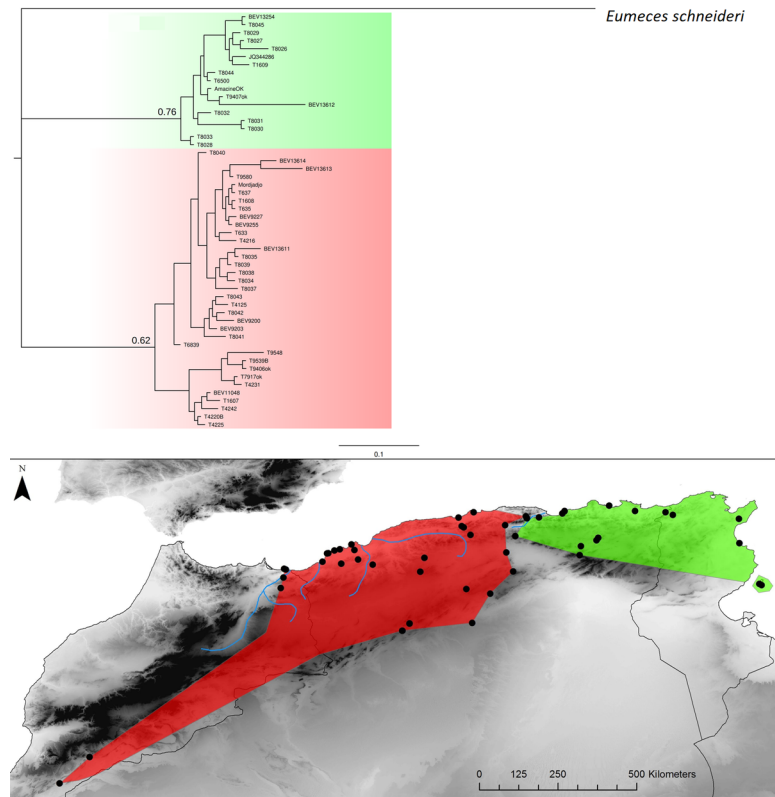 Eumeces schneideri
BEV13254
T8045
T8029
T8027
T8026
JQ344286
T1609
T8044
T6500
AmazineOK
T9407ok
BEV13612
0.76
T8032
T8031
T8030
T8033
T8028
T8040
BEV13614
BEV13613
T9580
Mordjadjo
T637
T1608
T635
BEV9227
BEV9255
T633
T4216
BEV13611
T8035
T8039
T8038
T8034
T8037
T8043
T4125
T8042
BEV9200
BEV9203
T8041
0.62
T6839
T9548
T9539B
T9406ok
T7917ok
T4231
BEV11048
T1607
T4242
T4220B
T4225
0.1
N
0 125 250 500 Kilometers